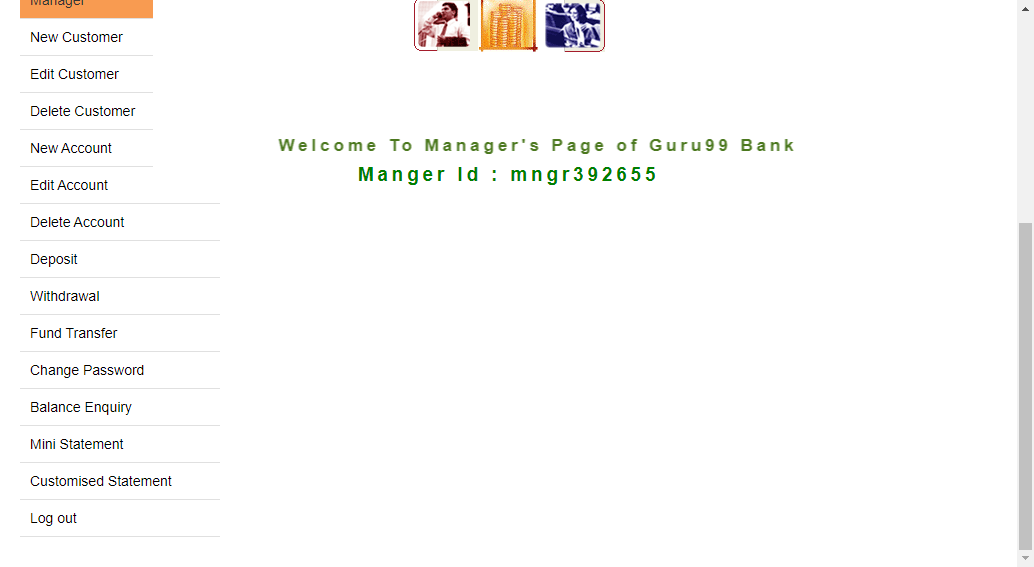 Manager
New Customer
Edit Customer
Delete Customer
New Account
Edit Account
Delete Account
Deposit
Withdrawal
Fund Transfer
Change Password
Balance Enquiry
Mini Statement
Customised Statement
Log out
Welcome To Manager's Page of Guru99 Bank
Manger Id : mngr392655